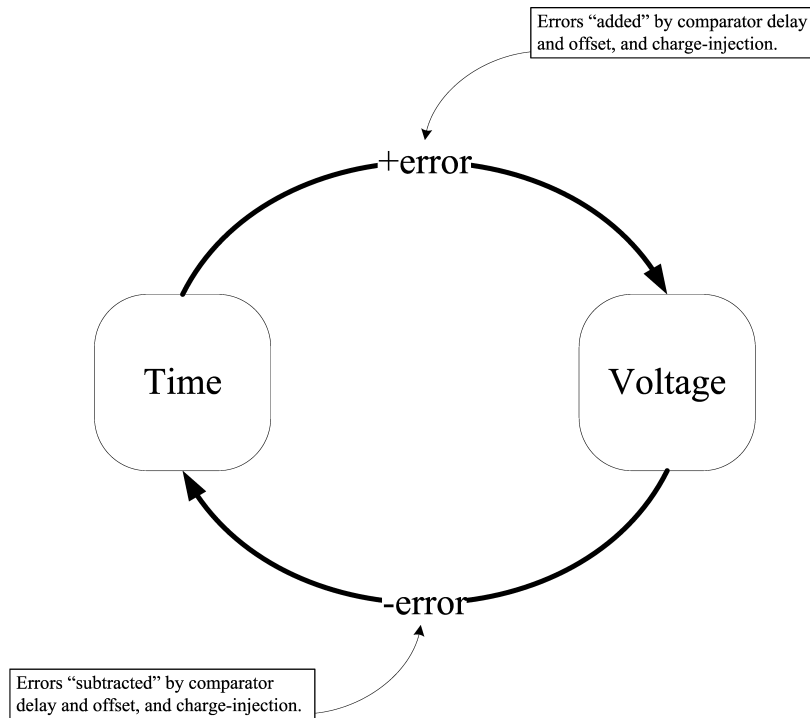 Errors “added” by comparator delay
and offset, and charge-injection.
+error
Time
Voltage
-error
Errors “subtracted” by comparator
delay and offset, and charge-injection.